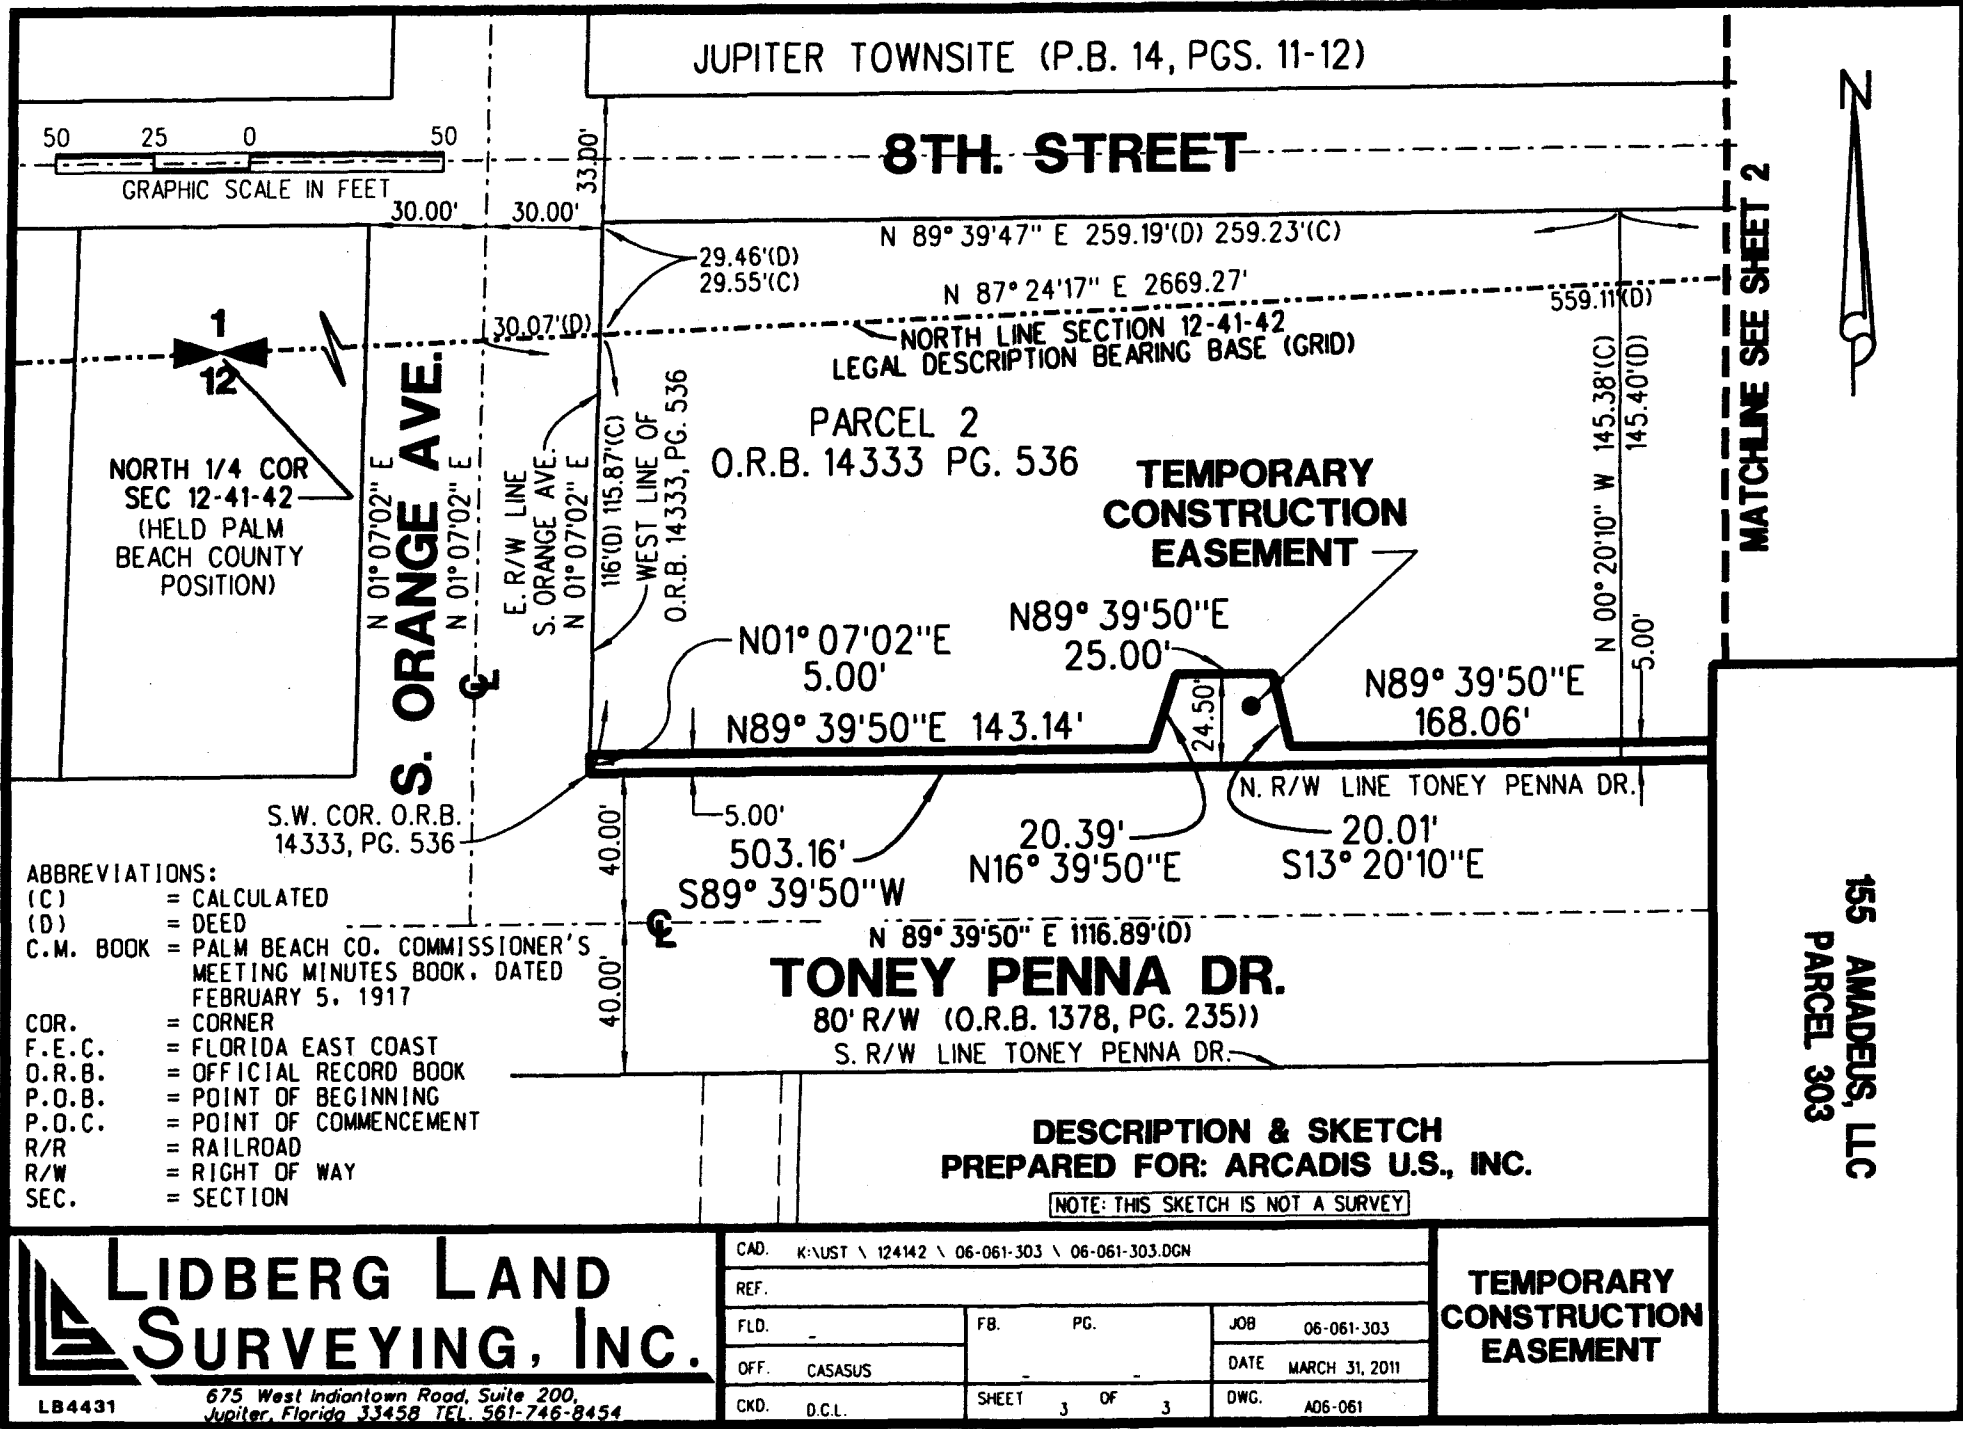 JUPITER TOWNSITE (P.B. 14, PGS. 11-12)
50 25 0 50
GRAPHIC SCALE IN FEET
8TH. STREET
33.00'
30.00' 30.00'
N 89° 39'47" E 259.19'(D) 259.23'(C)
29.46'(D)
29.55'(C)
N 87° 24'17" E 2669.27'
559.11'(D)
30.07'(D)
NORTH LINE SECTION 12-41-42
LEGAL DESCRIPTION BEARING BASE (GRID)
1
12
NORTH 1/4 COR
SEC 12-41-42
(HELD PALM
BEACH COUNTY
POSITION)
N 01° 07'02" E
S. ORANGE AVE.
N 01° 07'02" E
E. R/W LINE
S. ORANGE AVE.
N 01° 07'02" E
116'(D) 115.87'(C)
WEST LINE OF
O.R.B. 14333, PG. 536
PARCEL 2
O.R.B. 14333 PG. 536
TEMPORARY
CONSTRUCTION
EASEMENT
N 00° 20'10" W 145.38'(C)
145.40'(D)
MATCHLINE SEE SHEET 2
N
N01° 07'02"E
5.00'
N89° 39'50"E
25.00'
N89° 39'50"E
168.06'
5.00'
24.50'
N89° 39'50"E 143.14'
CL
N. R/W LINE TONEY PENNA DR.
S.W. COR. O.R.B.
14333, PG. 536
5.00'
40.00'
503.16'
S89° 39'50"W
20.39'
N16° 39'50"E
20.01'
S13° 20'10"E
CL
N 89° 39'50" E 1116.89'(D)
TONEY PENNA DR.
80' R/W (O.R.B. 1378, PG. 235))
S. R/W LINE TONEY PENNA DR.
40.00'
ABBREVIATIONS:
(C) = CALCULATED
(D) = DEED
C.M. BOOK = PALM BEACH CO. COMMISSIONER'S
MEETING MINUTES BOOK, DATED
FEBRUARY 5, 1917
COR. = CORNER
F.E.C. = FLORIDA EAST COAST
O.R.B. = OFFICIAL RECORD BOOK
P.O.B. = POINT OF BEGINNING
P.O.C. = POINT OF COMMENCEMENT
R/R = RAILROAD
R/W = RIGHT OF WAY
SEC. = SECTION
DESCRIPTION & SKETCH
PREPARED FOR: ARCADIS U.S., INC.
NOTE: THIS SKETCH IS NOT A SURVEY
155 AMADEUS, LLC
PARCEL 303
LIDBERG LAND
SURVEYING, INC.
LB4431
675 West Indiantown Road, Suite 200,
Jupiter, Florida 33458 TEL. 561-746-8454
CAD. K:\UST \ 124142 \ 06-061-303 \ 06-061-303.DGN
REF.
FLD. -
FB. PG.
- -
JOB 06-061-303
OFF. CASASUS
DATE MARCH 31, 2011
CKD. D.C.L.
SHEET 3 OF 3
DWG. A06-061
TEMPORARY
CONSTRUCTION
EASEMENT